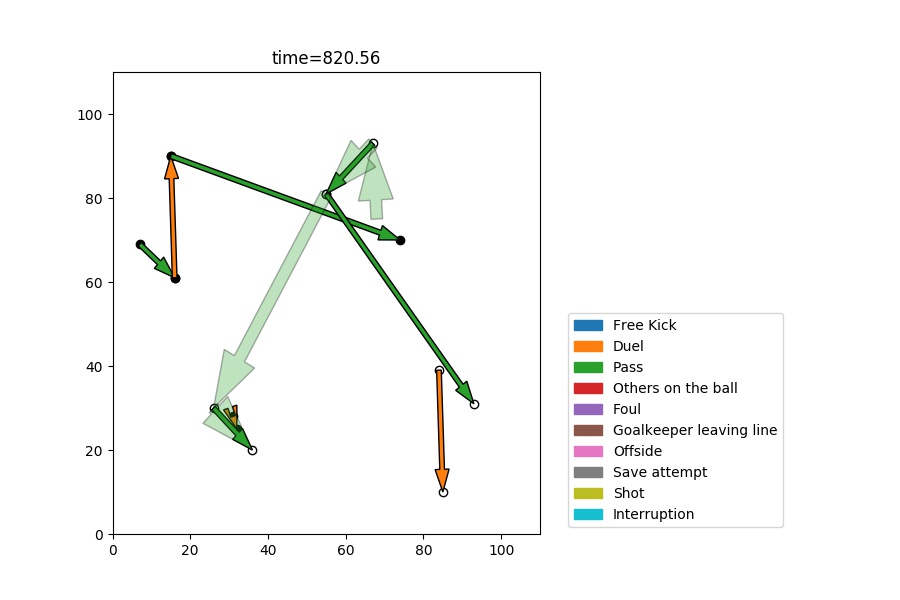 time=820.56
100
80
60
40
20
0
0 20 40 60 80 100
Free Kick
Duel
Pass
Others on the ball
Foul
Goalkeeper leaving line
Offside
Save attempt
Shot
Interruption